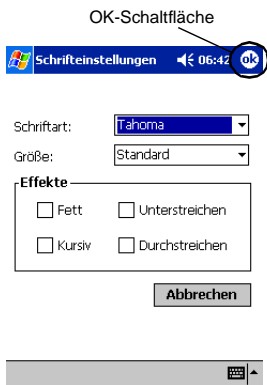 OK-Schaltfläche
Schrifteinstellungen 06:42 ok
Schriftart: Tahoma
Größe: Standard
Effekte
Fett Unterstreichen
Kursiv Durchstreichen
Abbrechen